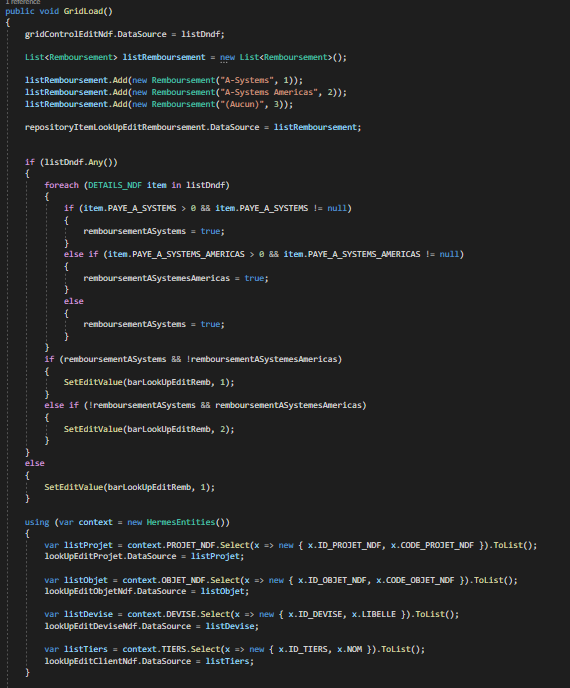 1 reference
public void GridLoad()
{
gridControlEditNdf.DataSource = listDndf;
List<Remboursement> listRemboursement = new List<Remboursement>();
listRemboursement.Add(new Remboursement("A-Systems", 1));
listRemboursement.Add(new Remboursement("A-Systems Americas", 2));
listRemboursement.Add(new Remboursement("(Aucun)", 3));
repositoryItemLookUpEditRemboursement.DataSource = listRemboursement;
if (listDndf.Any())
{
foreach (DETAILS_NDF item in listDndf)
{
if (item.PAYE_A_SYSTEMS > 0 && item.PAYE_A_SYSTEMS != null)
{
remboursementASystems = true;
}
else if (item.PAYE_A_SYSTEMS_AMERICAS > 0 && item.PAYE_A_SYSTEMS_AMERICAS != null)
{
remboursementASystemesAmericas = true;
}
else
{
remboursementASystems = true;
}
}
if (remboursementASystems && !remboursementASystemesAmericas)
{
SetEditValue(barLookUpEditRemb, 1);
}
else if (!remboursementASystems && remboursementASystemesAmericas)
{
SetEditValue(barLookUpEditRemb, 2);
}
}
else
{
SetEditValue(barLookUpEditRemb, 1);
}
using (var context = new HermesEntities())
{
var listProjet = context.PROJET_NDF.Select(x => new { x.ID_PROJET_NDF, x.CODE_PROJET_NDF }).ToList();
lookUpEditProjet.DataSource = listProjet;
var listObjet = context.OBJET_NDF.Select(x => new { x.ID_OBJET_NDF, x.CODE_OBJET_NDF }).ToList();
lookUpEditObjetNdf.DataSource = listObjet;
var listDevise = context.DEVISE.Select(x => new { x.ID_DEVISE, x.LIBELLE }).ToList();
lookUpEditDeviseNdf.DataSource = listDevise;
var listTiers = context.TIERS.Select(x => new { x.ID_TIERS, x.NOM }).ToList();
lookUpEditClientNdf.DataSource = listTiers;
}